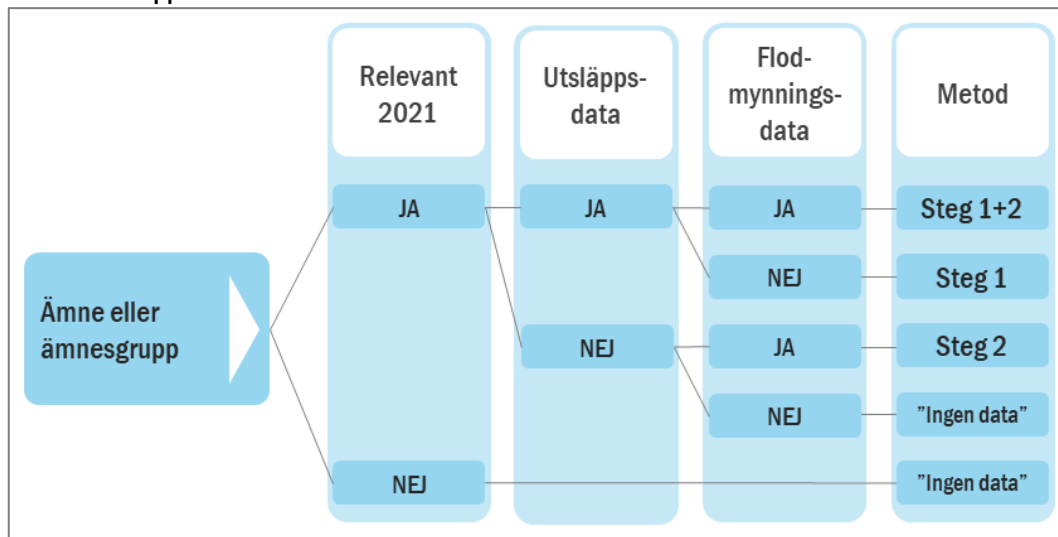 Relevant
2021
Utsläpps-
data
Flod-
mynnings-
data
Metod
JA
JA
JA
Steg 1+2
NEJ
Steg 1
Ämne eller
ämnesgrupp
NEJ
JA
Steg 2
NEJ
”Ingen data”
NEJ
”Ingen data”